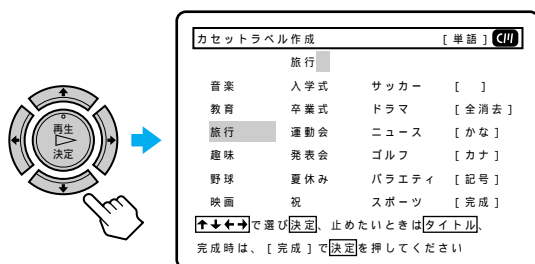 カセットラベル作成 [単語] CM
旅行
音楽 入学式 サッカー [ ]
教育 卒業式 ドラマ [全消去]
旅行 運動会 ニュース [かな]
趣味 発表会 ゴルフ [カナ]
野球 夏休み バラエティ [記号]
映画 祝 スポーツ [完成]
↑↓←→で選び決定、止めたいときはタイトル、
完成時は、[完成]で決定を押してください
再生
決定